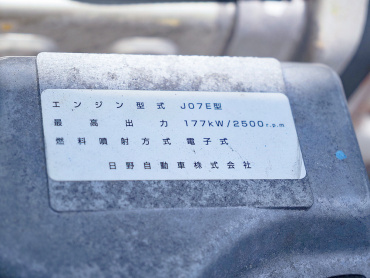 エンジン型式 J07E型
最高出力 177kW/2500r.p.m
燃料噴射方式 電子式
日野自動車株式会社